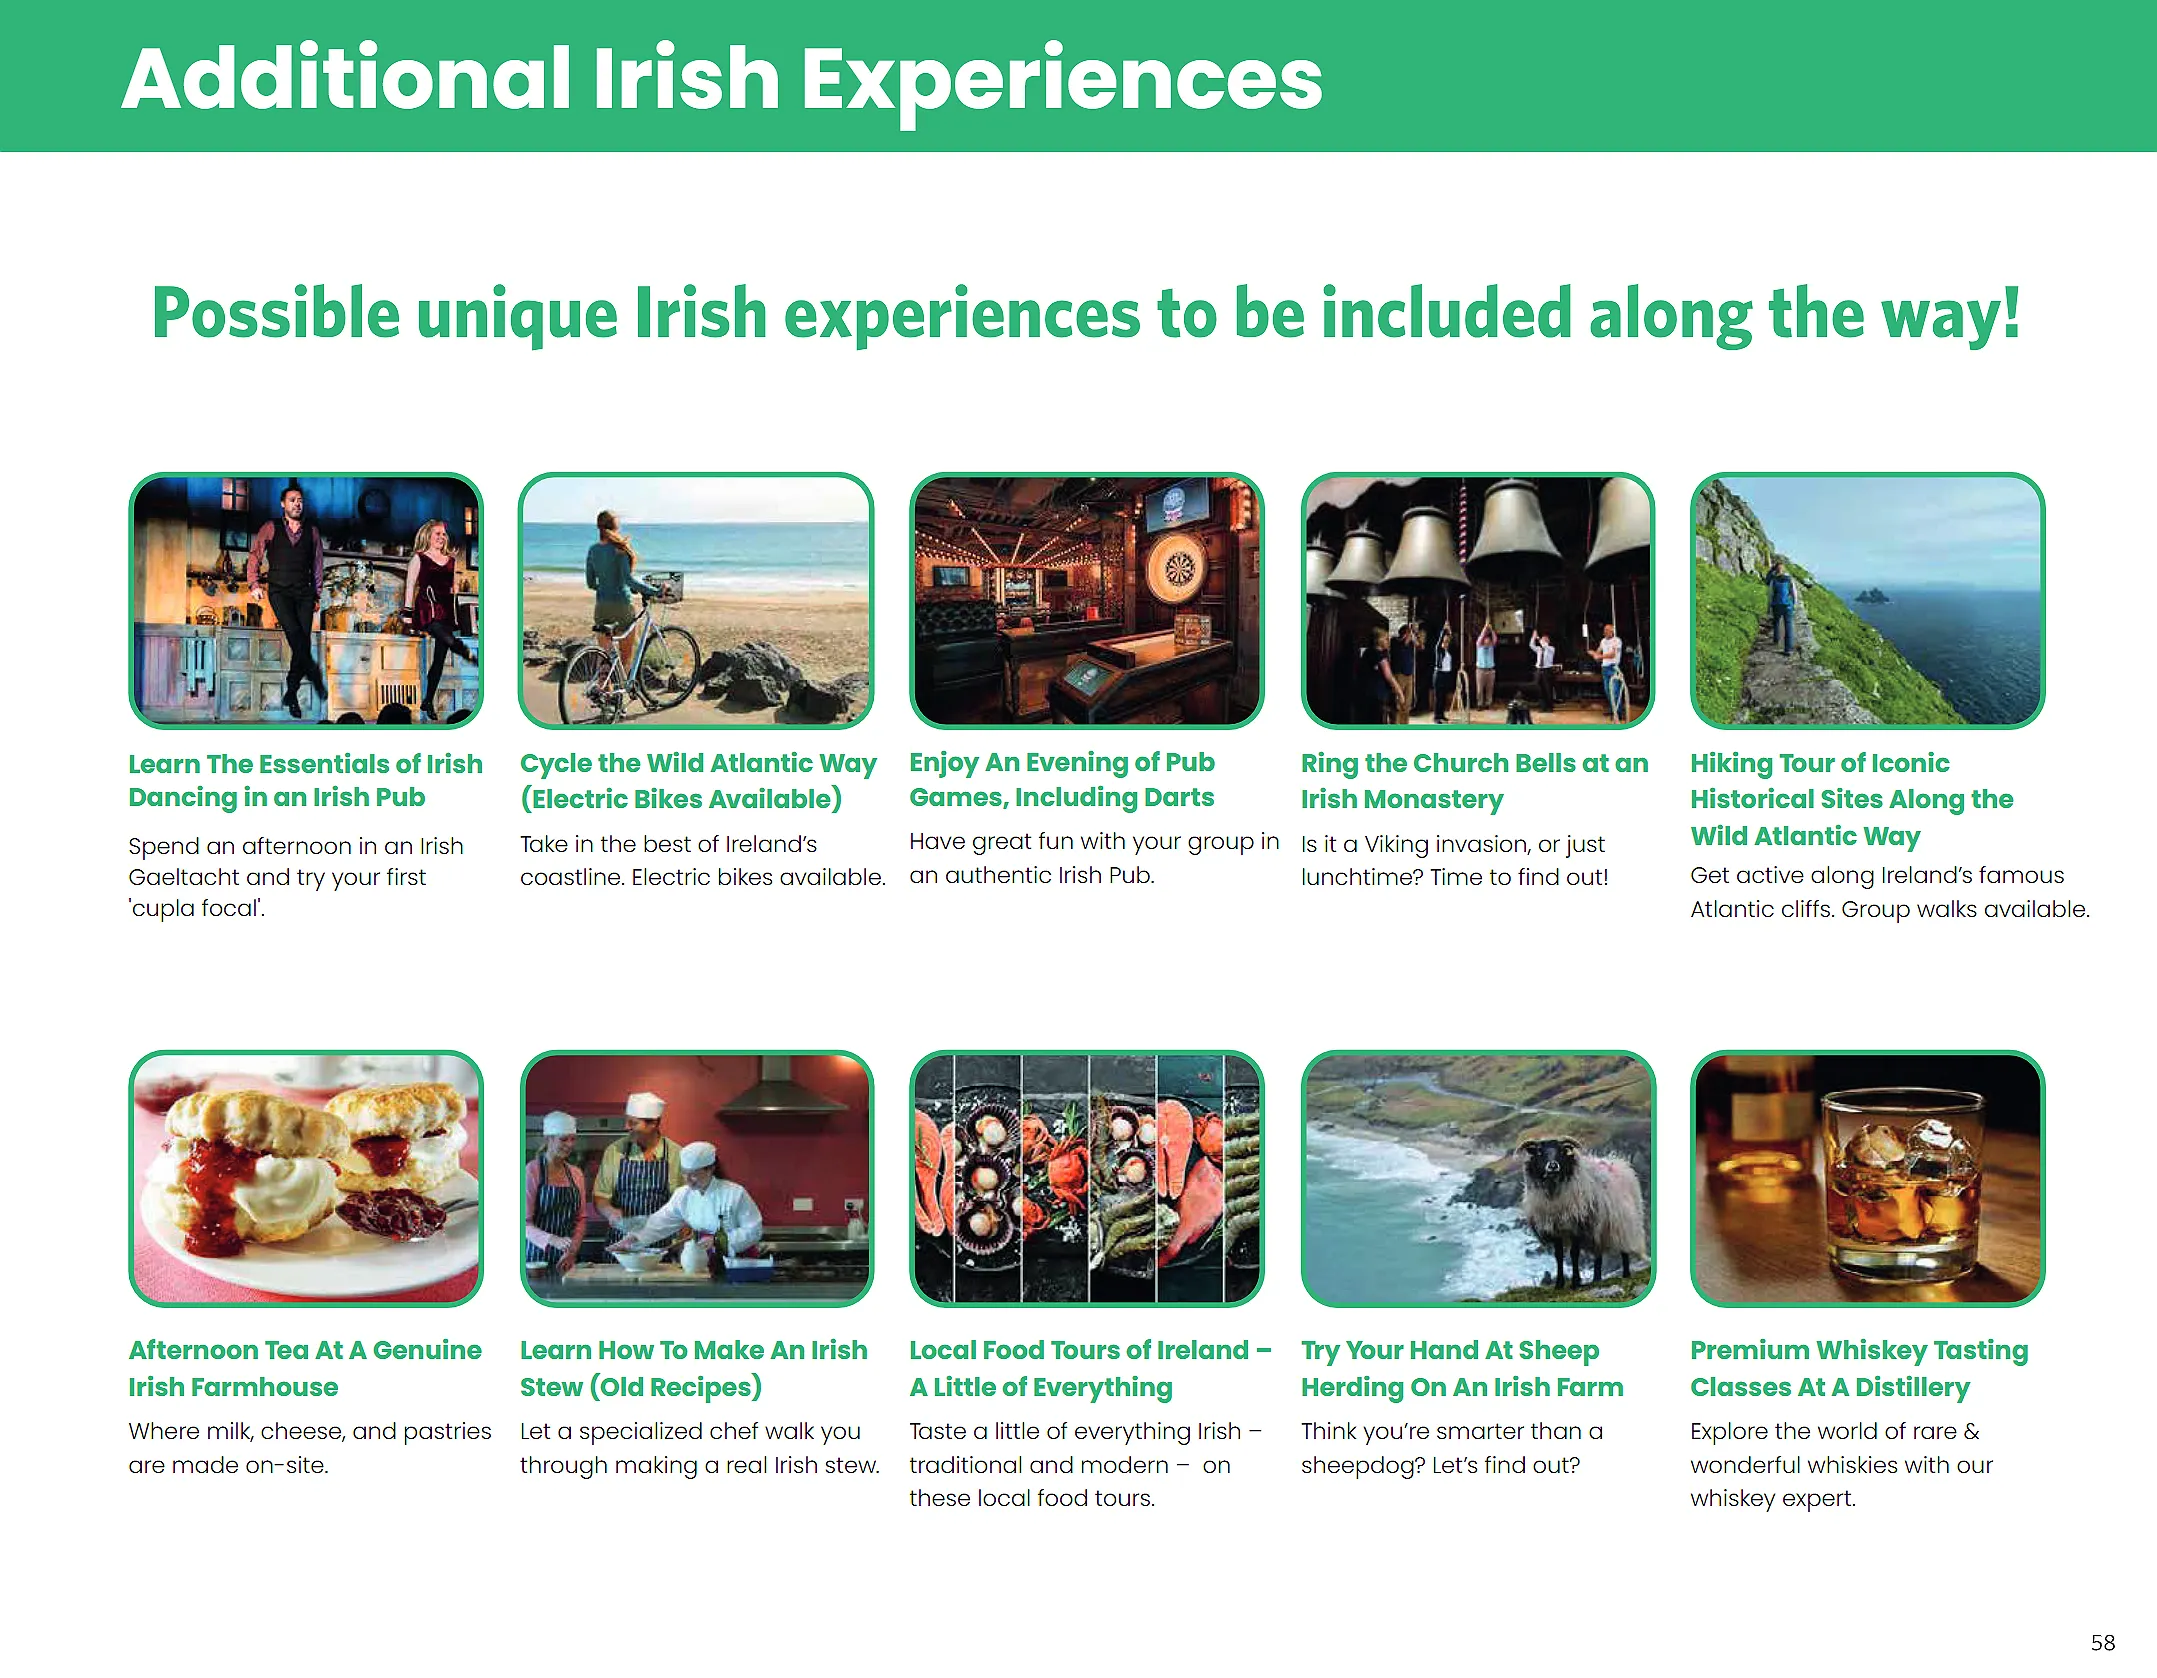 Additional Irish Experiences
Possible unique Irish experiences to be included along the way!
Learn The Essentials of Irish
Dancing in an Irish Pub
Spend an afternoon in an Irish
Gaeltacht and try your first
'cupla focal'.
Cycle the Wild Atlantic Way
(Electric Bikes Available)
Take in the best of Ireland’s
coastline. Electric bikes available.
Enjoy An Evening of Pub
Games, Including Darts
Have great fun with your group in
an authentic Irish Pub.
Ring the Church Bells at an
Irish Monastery
Is it a Viking invasion, or just
lunchtime? Time to find out!
Hiking Tour of Iconic
Historical Sites Along the
Wild Atlantic Way
Get active along Ireland’s famous
Atlantic cliffs. Group walks available.
Afternoon Tea At A Genuine
Irish Farmhouse
Where milk, cheese, and pastries
are made on-site.
Learn How To Make An Irish
Stew (Old Recipes)
Let a specialized chef walk you
through making a real Irish stew.
Local Food Tours of Ireland –
A Little of Everything
Taste a little of everything Irish –
traditional and modern – on
these local food tours.
Try Your Hand At Sheep
Herding On An Irish Farm
Think you’re smarter than a
sheepdog? Let’s find out?
Premium Whiskey Tasting
Classes At A Distillery
Explore the world of rare &
wonderful whiskies with our
whiskey expert.
58